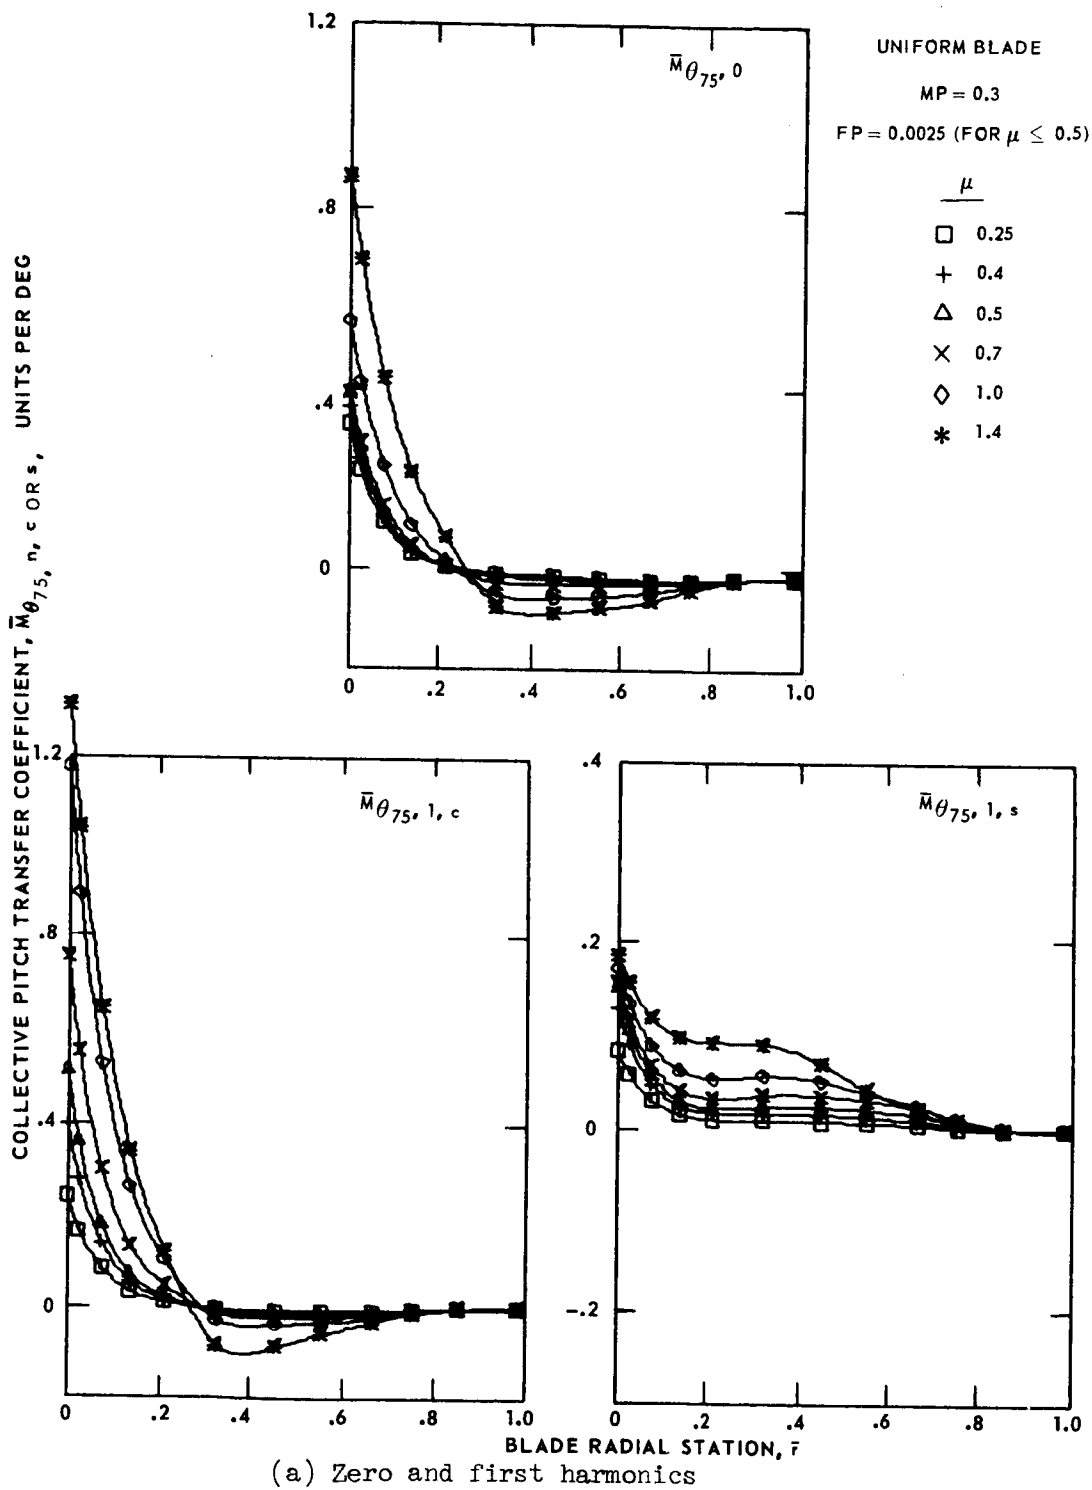 1.2
M̄θ75, 0
.8
.4
0
0 .2 .4 .6 .8 1.0
UNIFORM BLADE
MP = 0.3
FP = 0.0025 (FOR μ ≤ 0.5)
μ
□ 0.25
+ 0.4
△ 0.5
× 0.7
◇ 1.0
* 1.4
COLLECTIVE PITCH TRANSFER COEFFICIENT, M̄θ75, n, c OR s, UNITS PER DEG
1.2
M̄θ75, 1, c
.8
.4
0
0 .2 .4 .6 .8 1.0
.4
M̄θ75, 1, s
.2
0
-.2
0 .2 .4 .6 .8 1.0
BLADE RADIAL STATION, r̄
(a) Zero and first harmonics